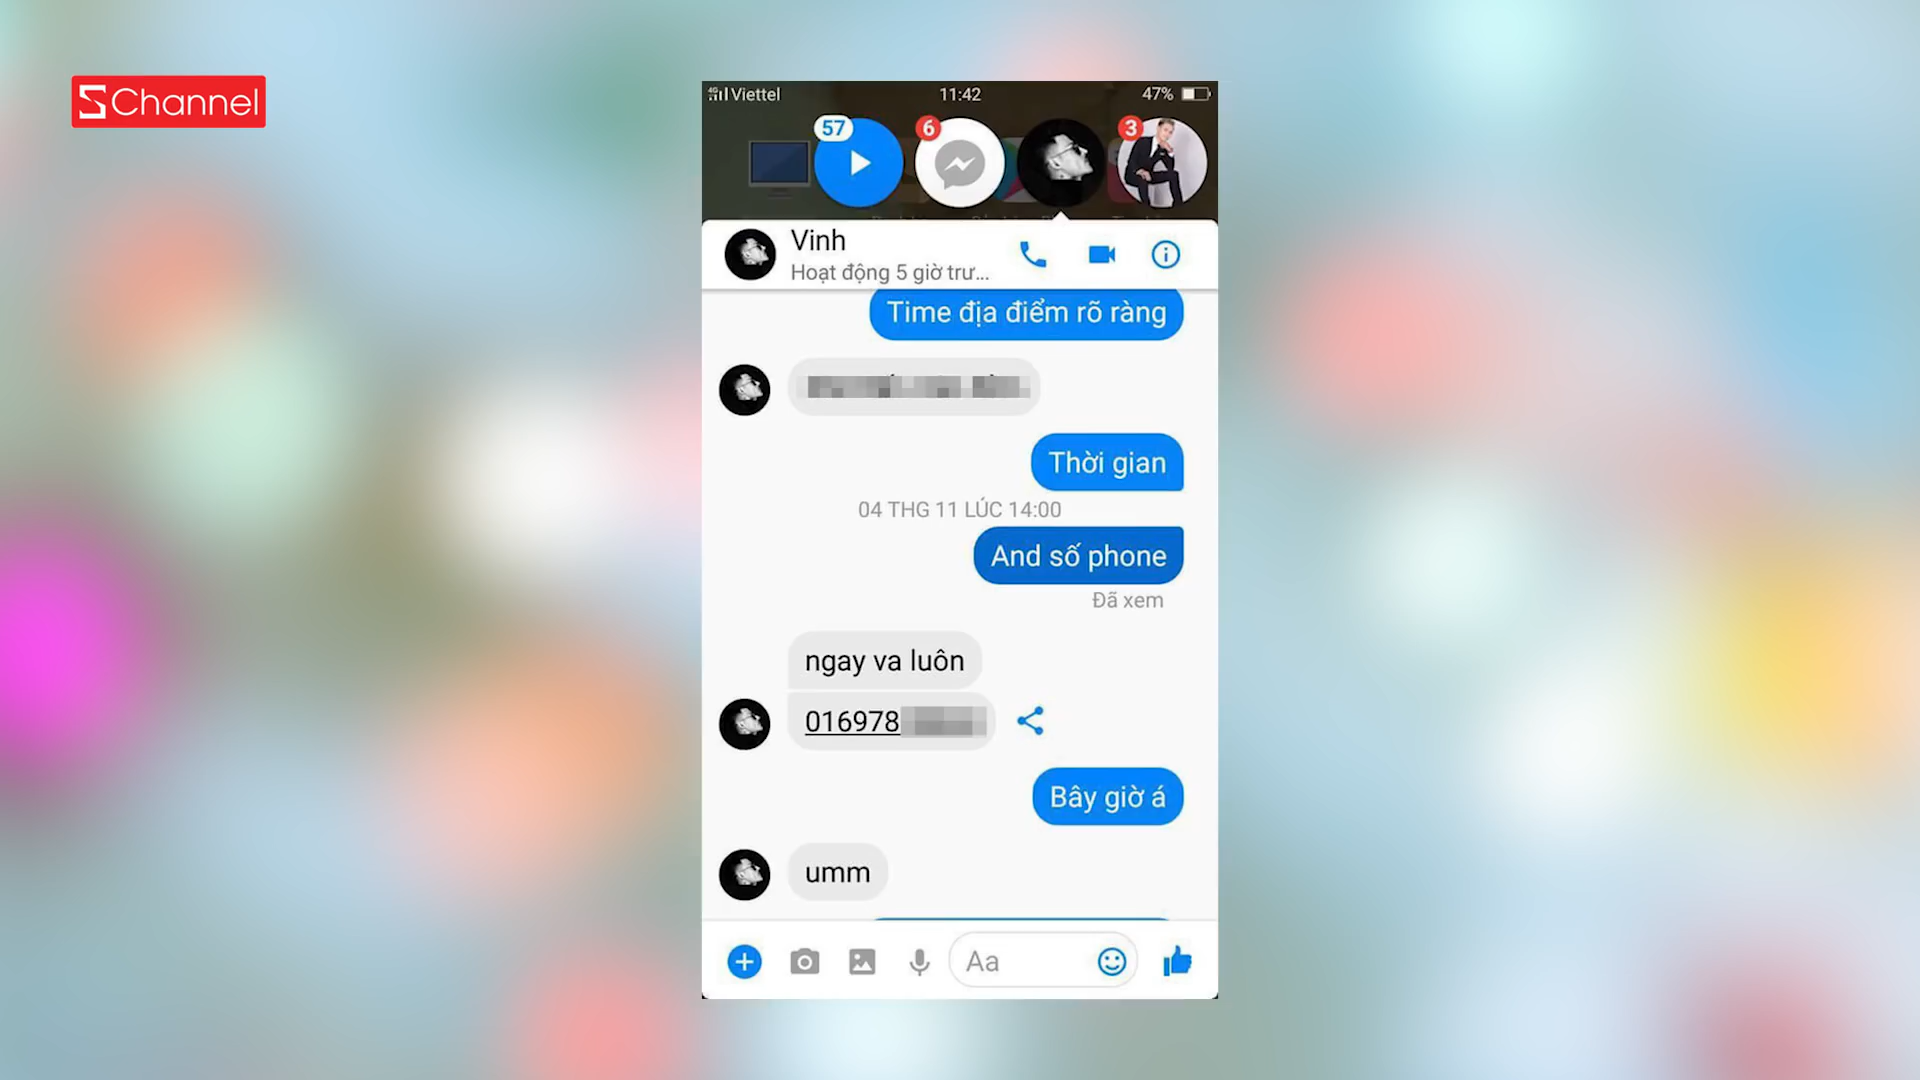 SChannel
4G Viettel
11:42
47%
57
6
3
Vinh
Hoạt động 5 giờ trư...
Time địa điểm rõ ràng
Thời gian
04 THG 11 LÚC 14:00
And số phone
Đã xem
ngay va luôn
016978
Bây giờ á
umm
Aa